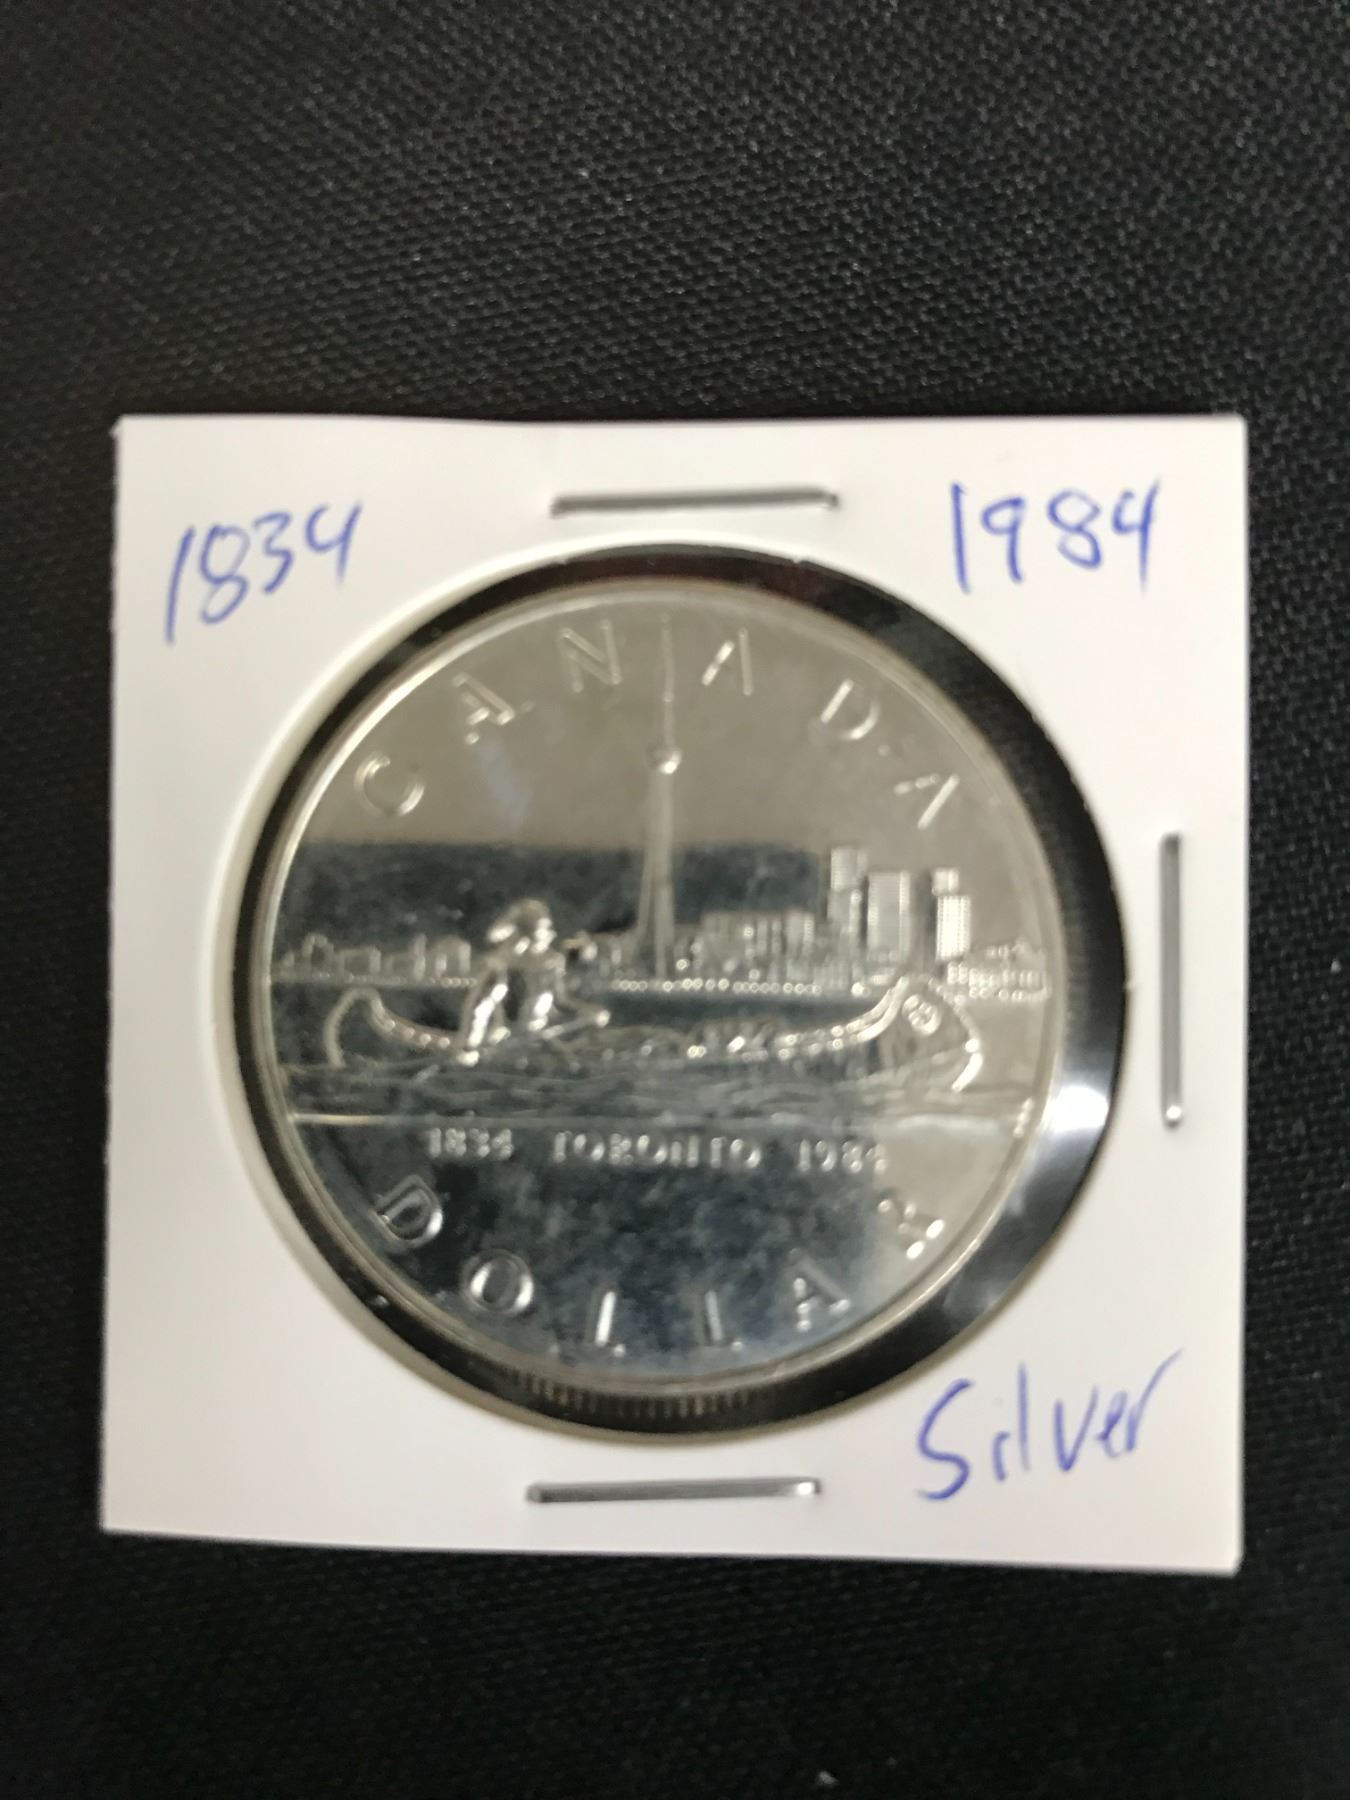 1834 1984
CANADA
1834 TORONTO 1984
DOLLAR
Silver